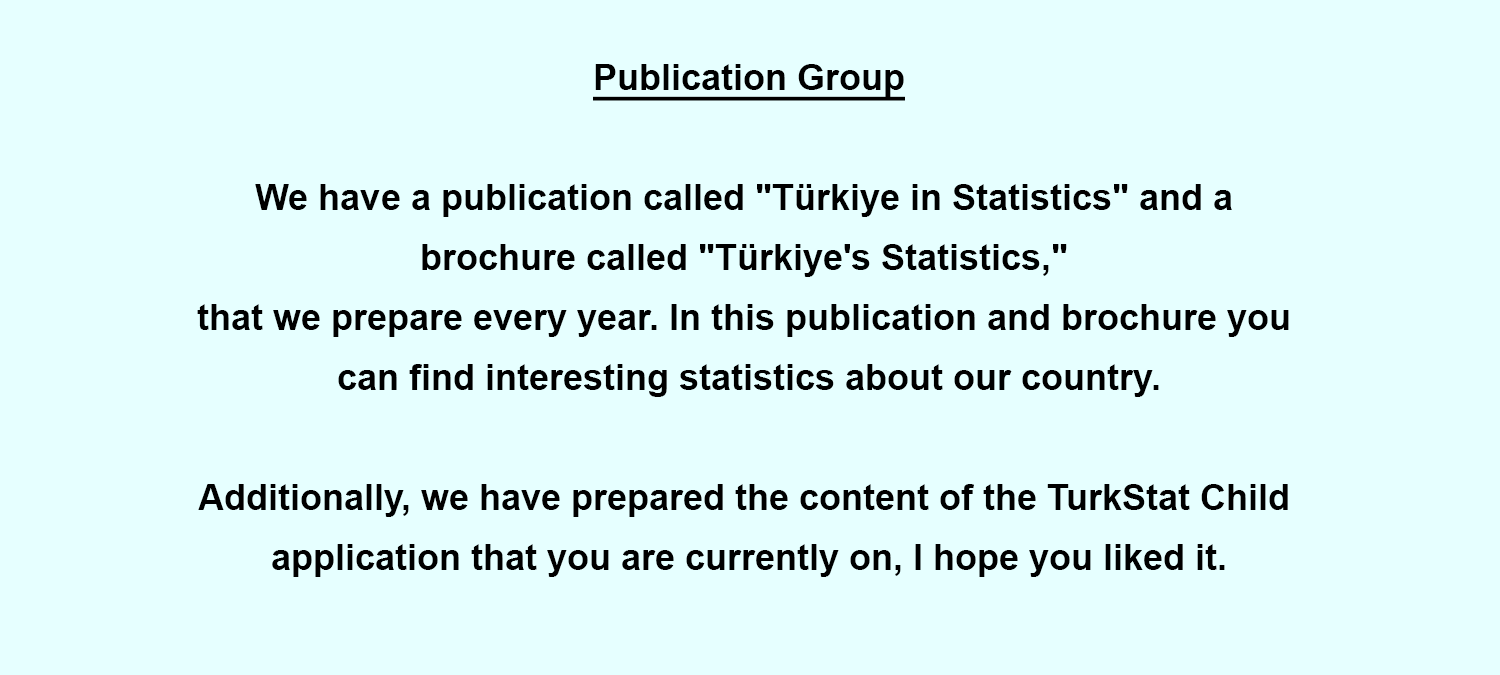 Publication Group
We have a publication called "Türkiye in Statistics" and a
brochure called "Türkiye's Statistics,"
that we prepare every year. In this publication and brochure you
can find interesting statistics about our country.
Additionally, we have prepared the content of the TurkStat Child
application that you are currently on, I hope you liked it.